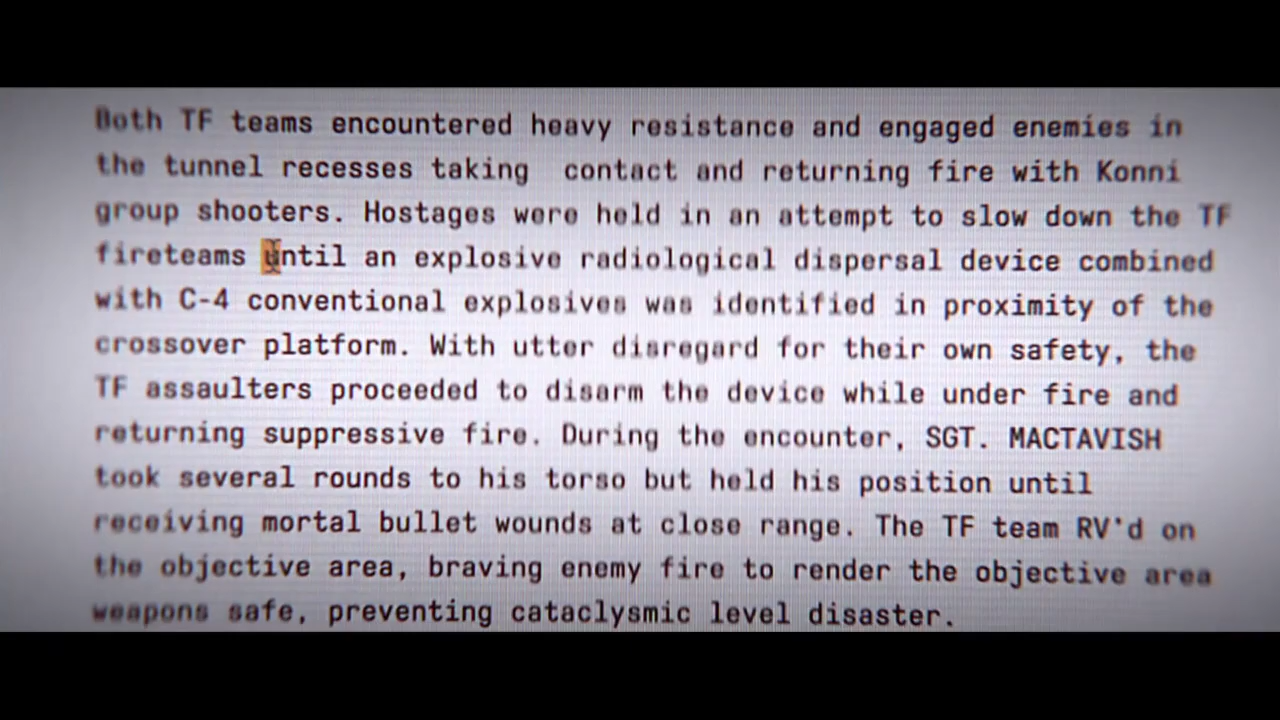 Both TF teams encountered heavy resistance and engaged enemies in
the tunnel recesses taking  contact and returning fire with Konni
group shooters. Hostages were held in an attempt to slow down the TF
fireteams until an explosive radiological dispersal device combined
with C-4 conventional explosives was identified in proximity of the
crossover platform. With utter disregard for their own safety, the
TF assaulters proceeded to disarm the device while under fire and
returning suppressive fire. During the encounter, SGT. MACTAVISH
took several rounds to his torso but held his position until
receiving mortal bullet wounds at close range. The TF team RV'd on
the objective area, braving enemy fire to render the objective area
weapons safe, preventing cataclysmic level disaster.